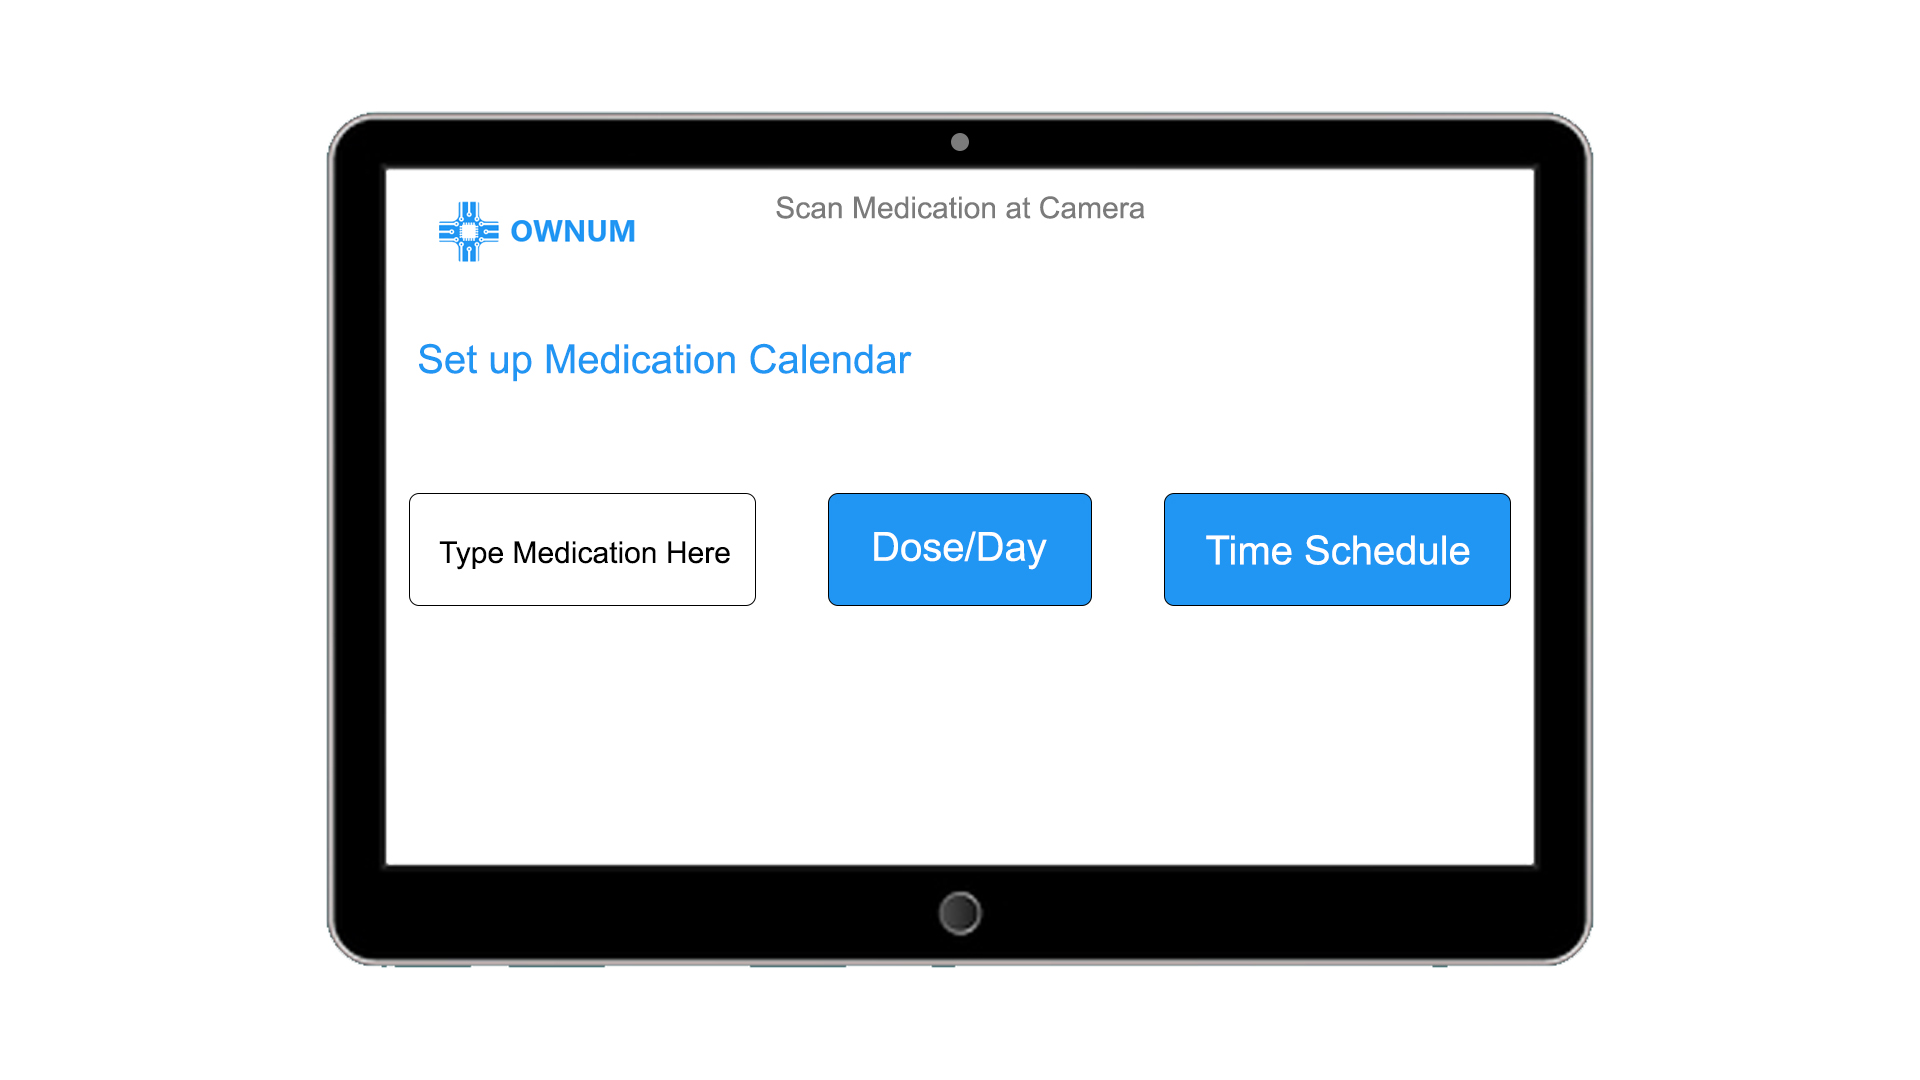 Scan Medication at Camera
OWNUM
Set up Medication Calendar
Type Medication Here
Dose/Day
Time Schedule